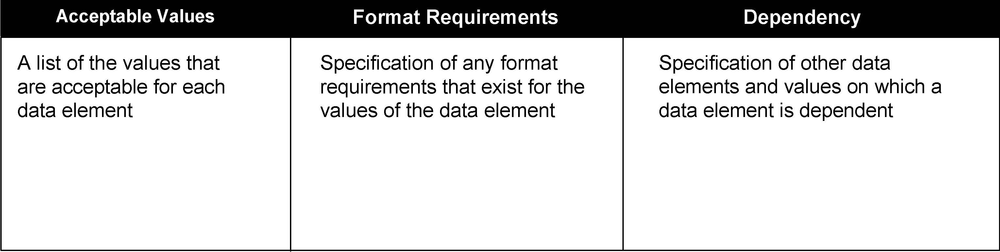 Acceptable Values
Format Requirements
Dependency
A list of the values that
are acceptable for each
data element
Specification of any format
requirements that exist for the
values of the data element
Specification of other data
elements and values on which a
data element is dependent